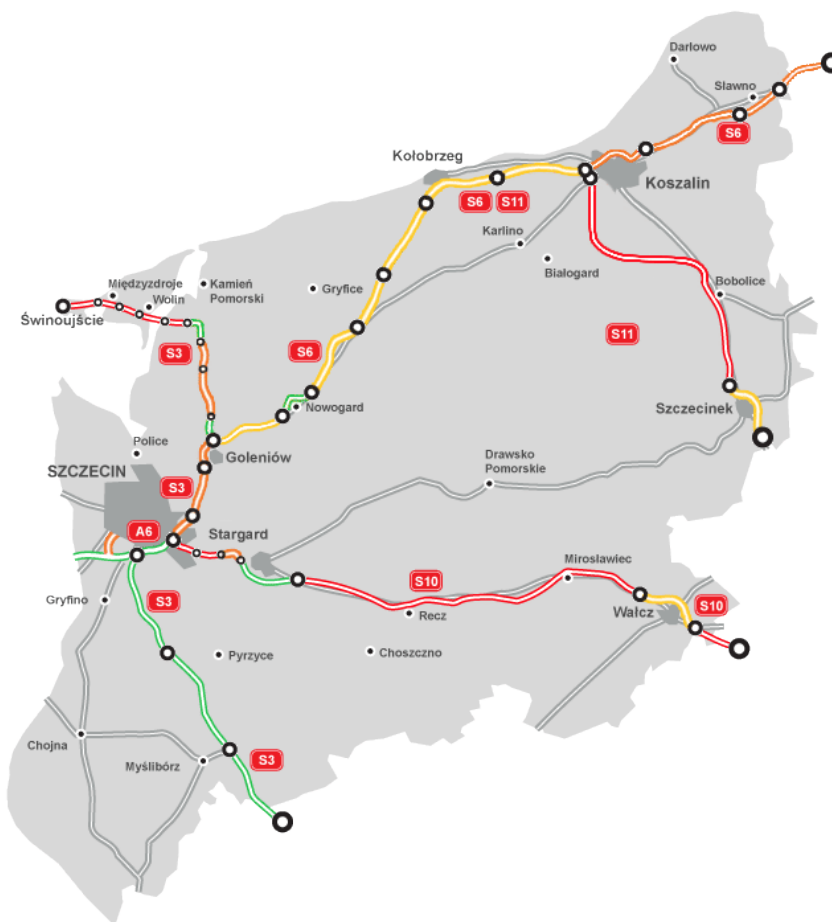 Darłowo
Sławno
S6
Kołobrzeg
Koszalin
S6
S11
Karlino
Białogard
Międzyzdroje
Wolin
Kamień
Pomorski
Gryfice
Bobolice
Świnoujście
S3
S6
S11
Nowogard
Szczecinek
Police
Goleniów
SZCZECIN
Drawsko
Pomorskie
S3
A6
Stargard
Mirosławiec
S10
Gryfino
S3
Recz
Wałcz
S10
Pyrzyce
Choszczno
Chojna
Myślibórz
S3